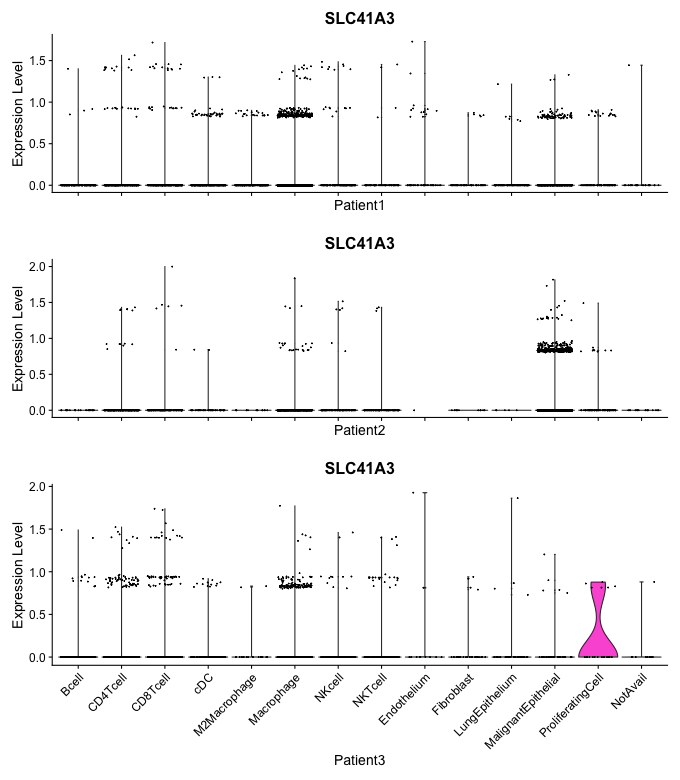 SLC41A3
Expression Level
1.5
1.0
0.5
0.0
Patient1
SLC41A3
Expression Level
2.0
1.5
1.0
0.5
0.0
Patient2
SLC41A3
Expression Level
2.0
1.5
1.0
0.5
0.0
Bcell
CD4Tcell
CD8Tcell
cDC
M2Macrophage
Macrophage
NKcell
NKTcell
Endothelium
Fibroblast
LungEpithelium
MalignantEpithelial
ProliferatingCell
NotAvail
Patient3